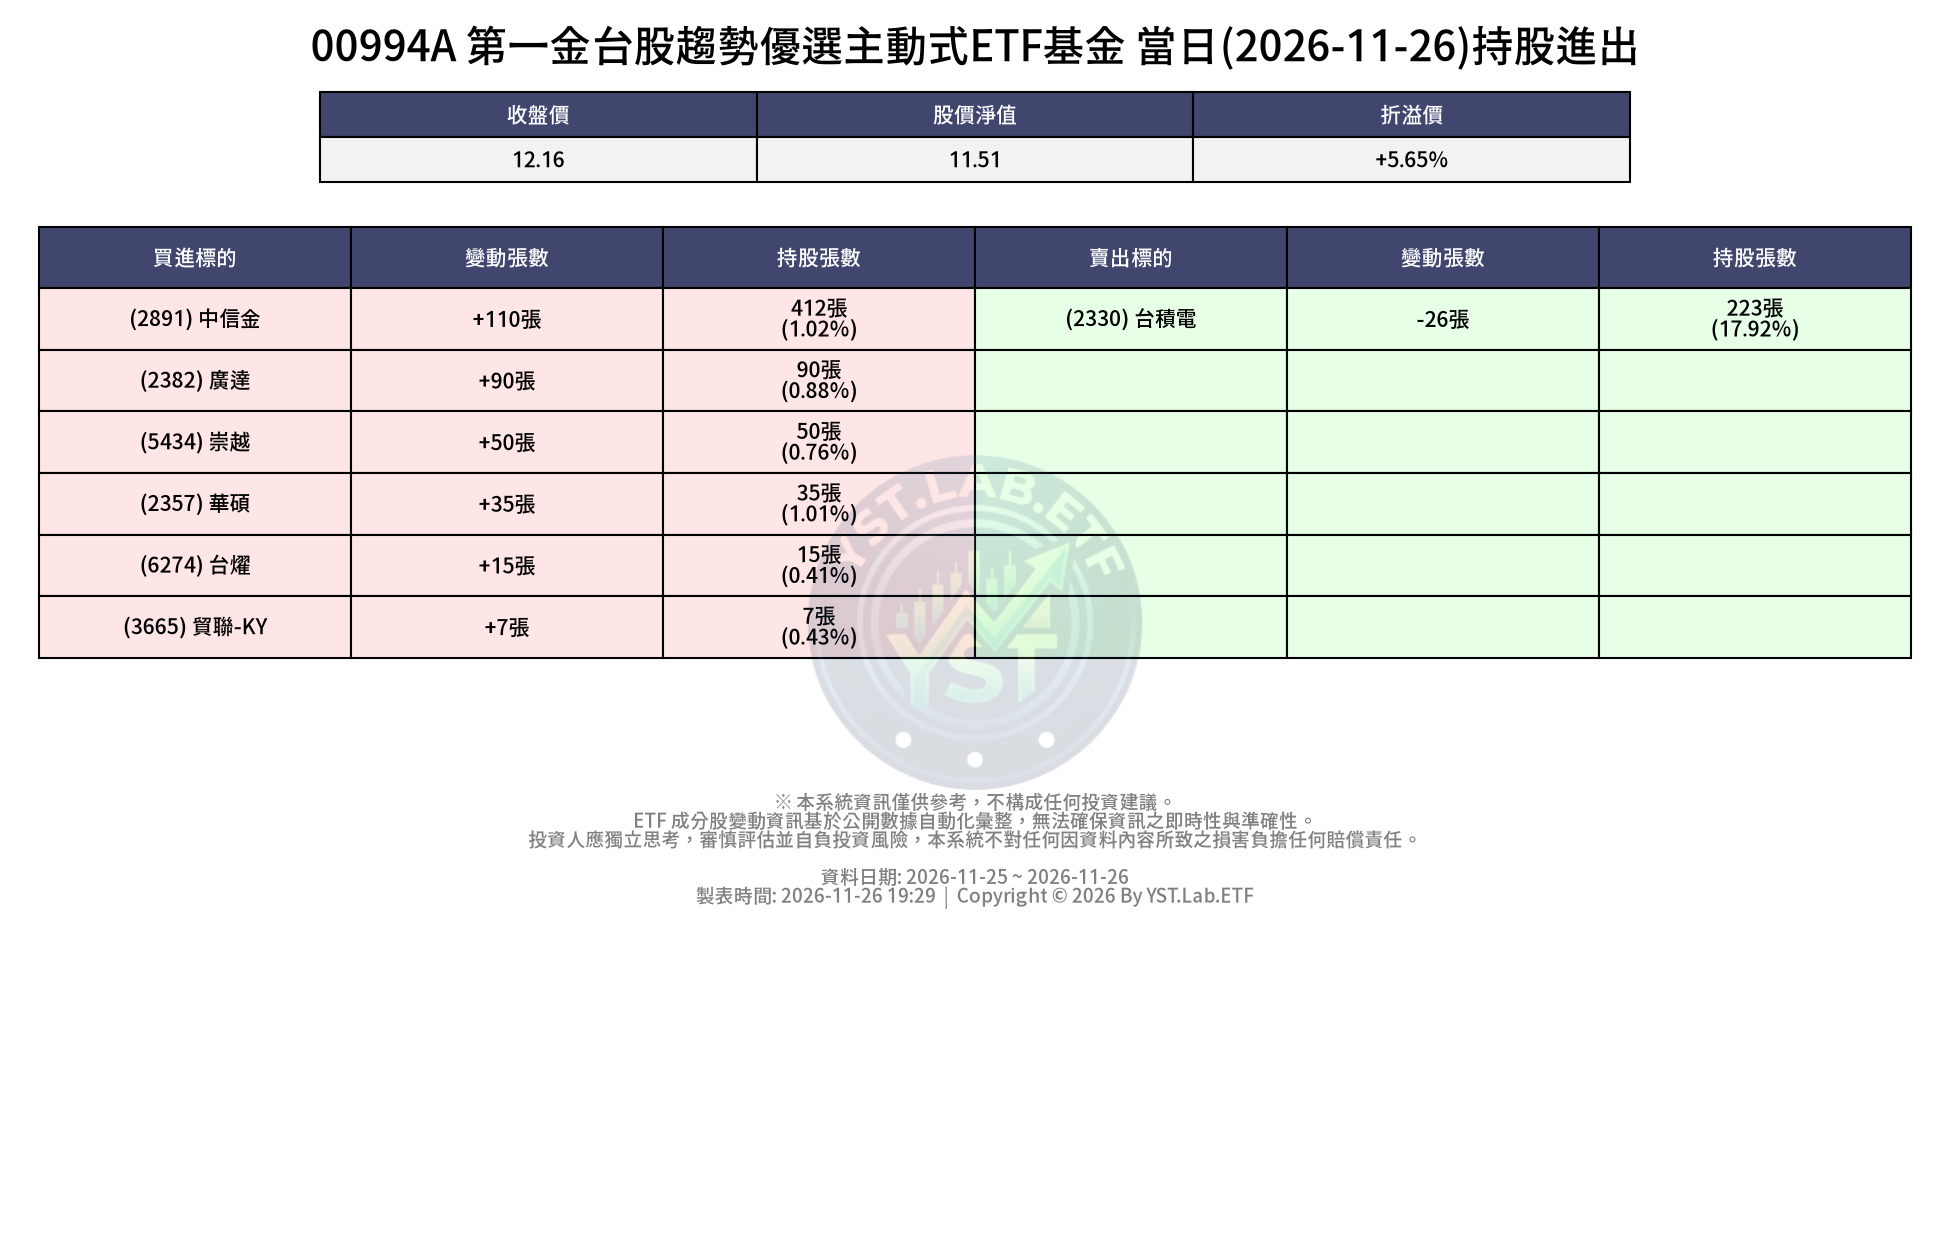 00994A 第一金台股趨勢優選主動式ETF基金 當日(2026-11-26)持股進出
收盤價 股價淨值 折溢價
12.16 11.51 +5.65%
買進標的 變動張數 持股張數 賣出標的 變動張數 持股張數
(2891) 中信金 +110張 412張 (1.02%) (2330) 台積電 -26張 223張 (17.92%)
(2382) 廣達 +90張 90張 (0.88%)
(5434) 崇越 +50張 50張 (0.76%)
(2357) 華碩 +35張 35張 (1.01%)
(6274) 台燿 +15張 15張 (0.41%)
(3665) 貿聯-KY +7張 7張 (0.43%)
YST.LAB.ETF
YST
※ 本系統資訊僅供參考，不構成任何投資建議。
ETF 成分股變動資訊基於公開數據自動化彙整，無法確保資訊之即時性與準確性。
投資人應獨立思考，審慎評估並自負投資風險，本系統不對任何因資料內容所致之損害負擔任何賠償責任。
資料日期: 2026-11-25 ~ 2026-11-26
製表時間: 2026-11-26 19:29 | Copyright © 2026 By YST.Lab.ETF